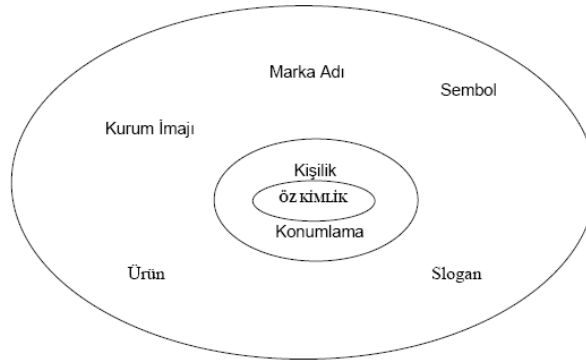 Marka Adı
Sembol
Kurum İmajı
Kişilik
ÖZ KİMLİK
Konumlama
Ürün
Slogan